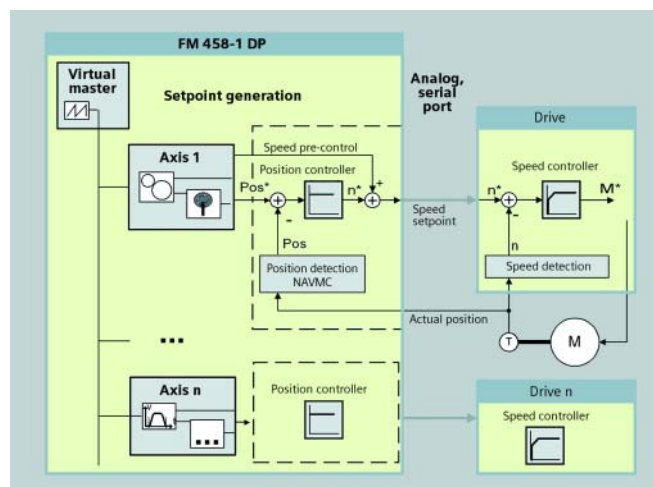 FM 458-1 DP
Virtual
master
Setpoint generation
Analog,
serial
port
Drive
Axis 1
Speed pre-control
Position controller
Pos*
n*
+
-
Pos
Position detection
NAVMC
Speed
setpoint
Actual position
Speed controller
n*
M*
-
n
Speed detection
T
M
...
Axis n
...
Position controller
Drive n
Speed controller